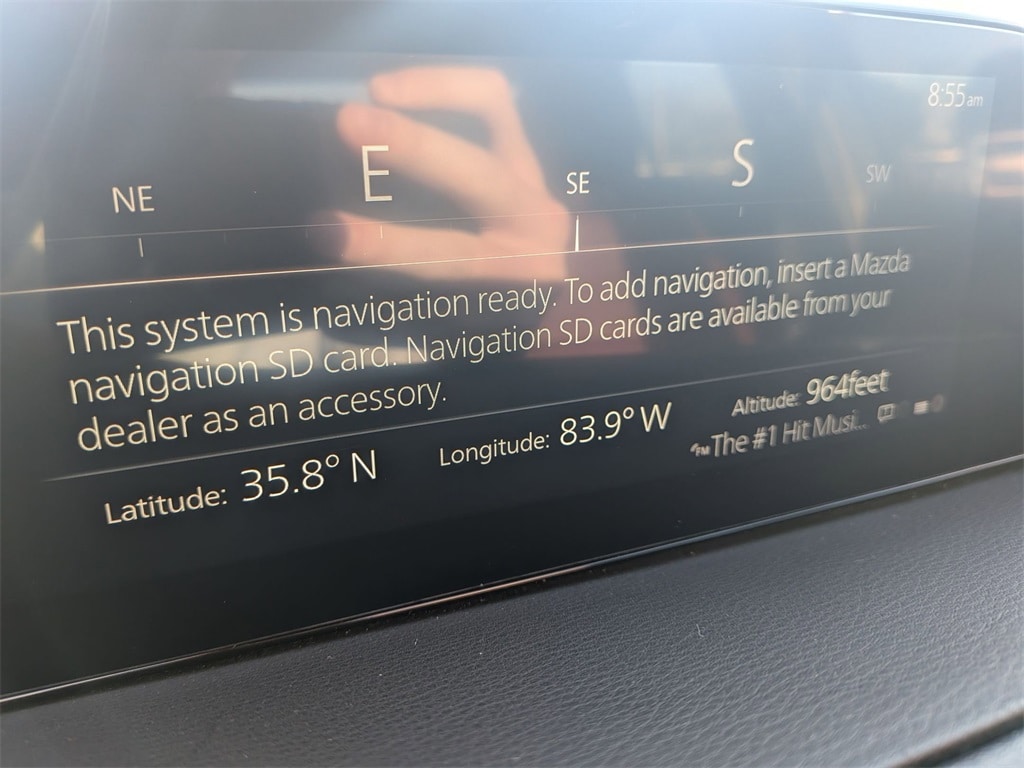 8:55am
NE E SE S SW
This system is navigation ready. To add navigation, insert a Mazda
navigation SD card. Navigation SD cards are available from your
dealer as an accessory.
Latitude: 35.8° N Longitude: 83.9° W Altitude: 964feet
FM The #1 Hit Musi...